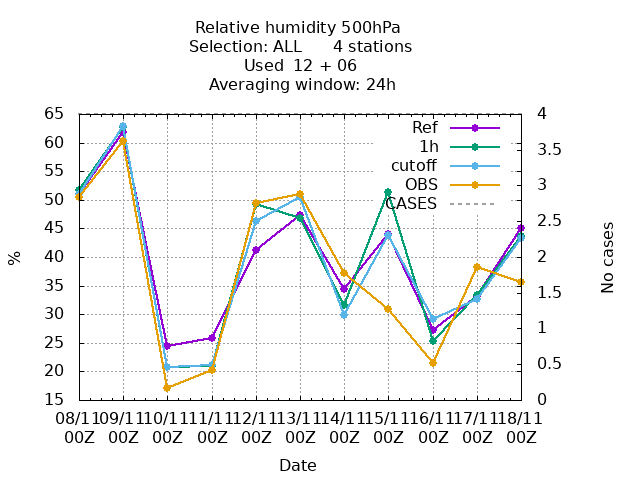 Relative humidity 500hPa
Selection: ALL 4 stations
Used 12 + 06
Averaging window: 24h
65
60
55
50
45
40
35
30
25
20
15
%
4
3.5
3
2.5
2
1.5
1
0.5
0
No cases
Ref
1h
cutoff
OBS
CASES
08/11 09/11 10/11 11/11 12/11 13/11 14/11 15/11 16/11 17/11 18/11
00Z 00Z 00Z 00Z 00Z 00Z 00Z 00Z 00Z 00Z 00Z
Date